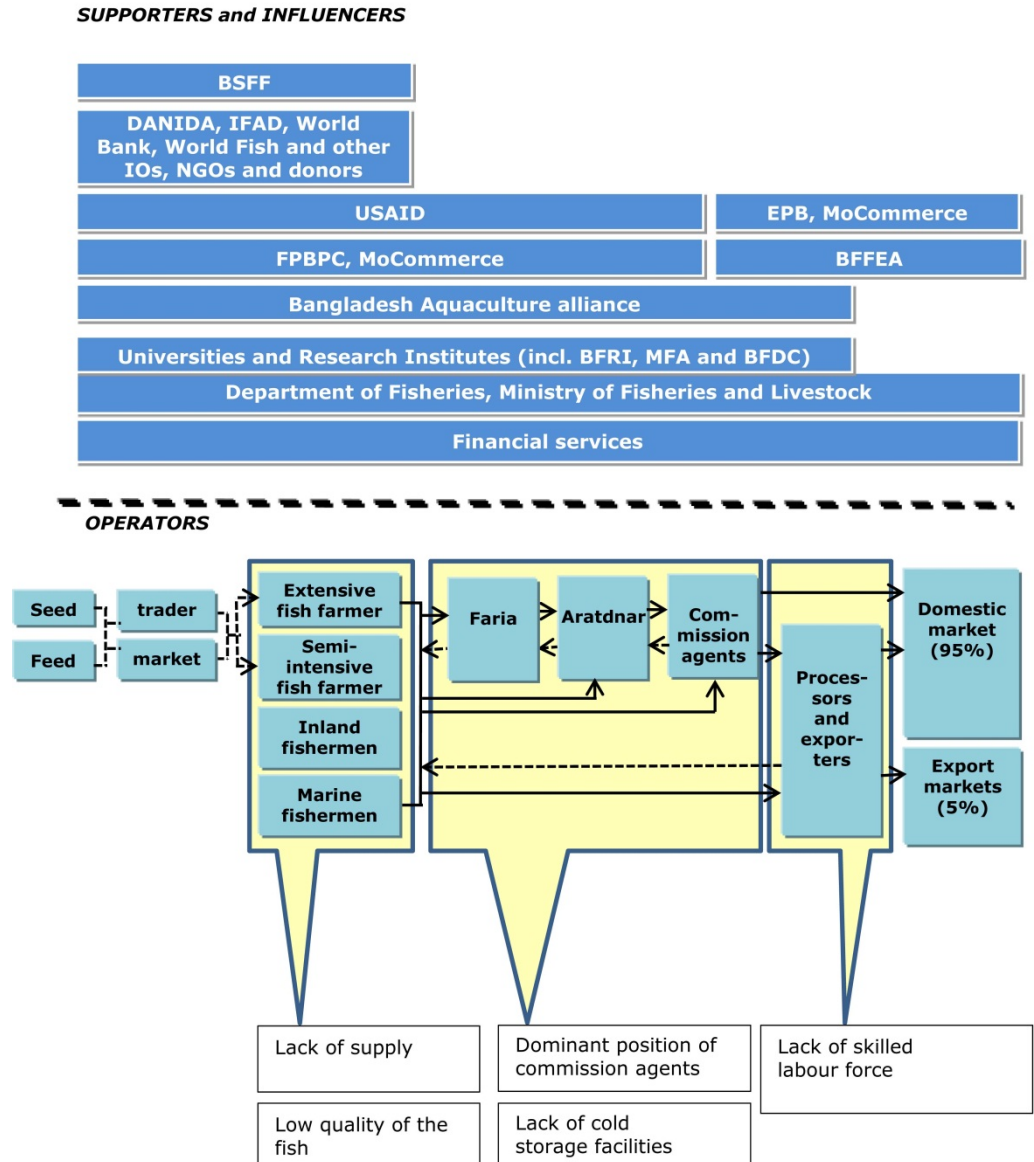 SUPPORTERS and INFLUENCERS
BSFF
DANIDA, IFAD, World
Bank, World Fish and other
IOs, NGOs and donors
USAID
EPB, MoCommerce
FPBPC, MoCommerce
BFFEA
Bangladesh Aquaculture alliance
Universities and Research Institutes (incl. BFRI, MFA and BFDC)
Department of Fisheries, Ministry of Fisheries and Livestock
Financial services
OPERATORS
Seed
Feed
trader
market
Extensive
fish farmer
Semi-
intensive
fish farmer
Inland
fishermen
Marine
fishermen
Faria
Aratdnar
Com-
mission
agents
Proces-
sors
and
expor-
ters
Domestic
market
(95%)
Export
markets
(5%)
Lack of supply
Low quality of the
fish
Dominant position of
commission agents
Lack of cold
storage facilities
Lack of skilled
labour force